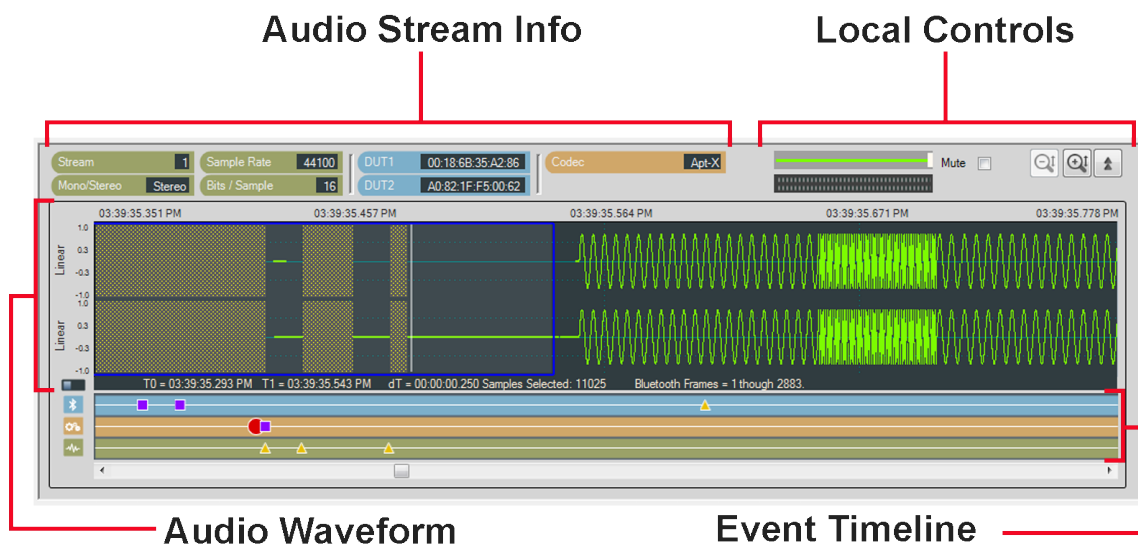 Audio Stream Info Local Controls
Stream 1 Sample Rate 44100 DUT1 00:18:6B:35:A2:86 Codec Apt-X Mute
Mono/Stereo Stereo Bits / Sample 16 DUT2 A0:82:1F:F5:00:62
03:39:35.351 PM 03:39:35.457 PM 03:39:35.564 PM 03:39:35.671 PM 03:39:35.778 PM
Linear
1.0
0.3
-0.3
-1.0
Linear
1.0
0.3
-0.3
-1.0
T0 = 03:39:35.293 PM T1 = 03:39:35.543 PM dT = 00:00:00.250 Samples Selected: 11025 Bluetooth Frames = 1 though 2883.
Audio Waveform Event Timeline